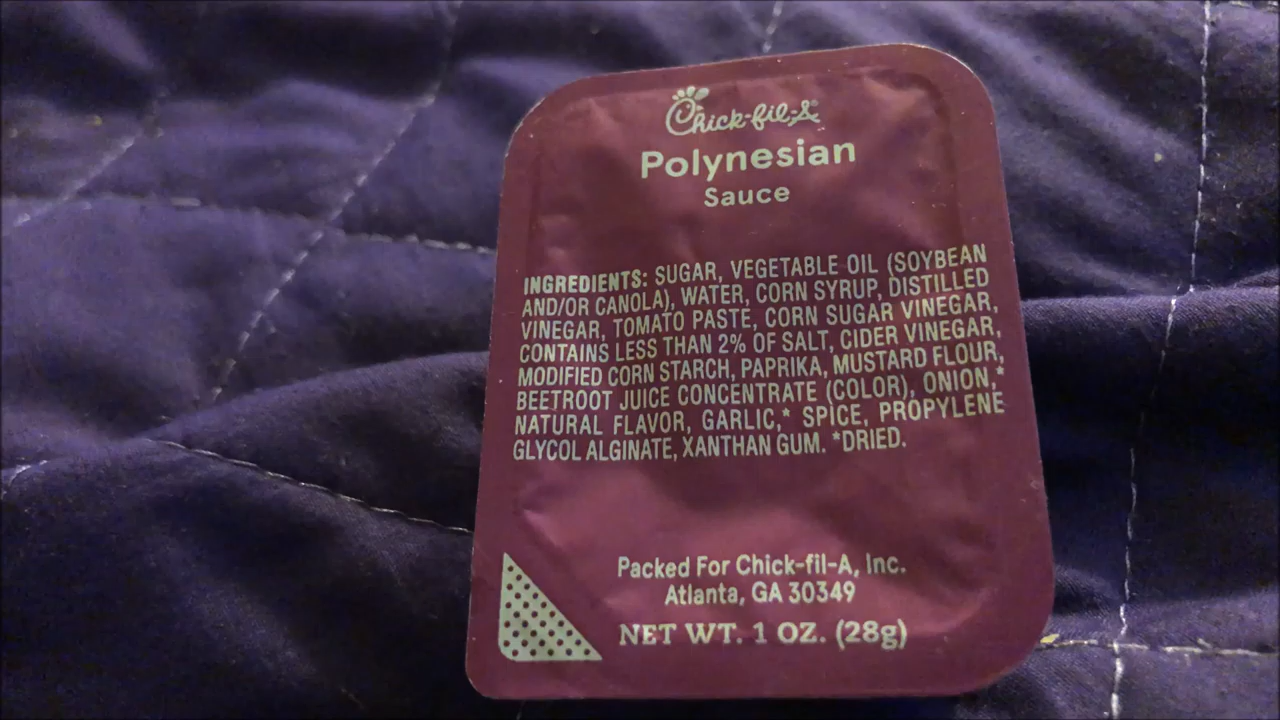 Chick-fil-A®
Polynesian
Sauce
INGREDIENTS: SUGAR, VEGETABLE OIL (SOYBEAN
AND/OR CANOLA), WATER, CORN SYRUP, DISTILLED
VINEGAR, TOMATO PASTE, CORN SUGAR VINEGAR,
CONTAINS LESS THAN 2% OF SALT, CIDER VINEGAR,
MODIFIED CORN STARCH, PAPRIKA, MUSTARD FLOUR,
BEETROOT JUICE CONCENTRATE (COLOR), ONION,*
NATURAL FLAVOR, GARLIC,* SPICE, PROPYLENE
GLYCOL ALGINATE, XANTHAN GUM. *DRIED.
Packed For Chick-fil-A, Inc.
Atlanta, GA 30349
NET WT. 1 OZ. (28g)